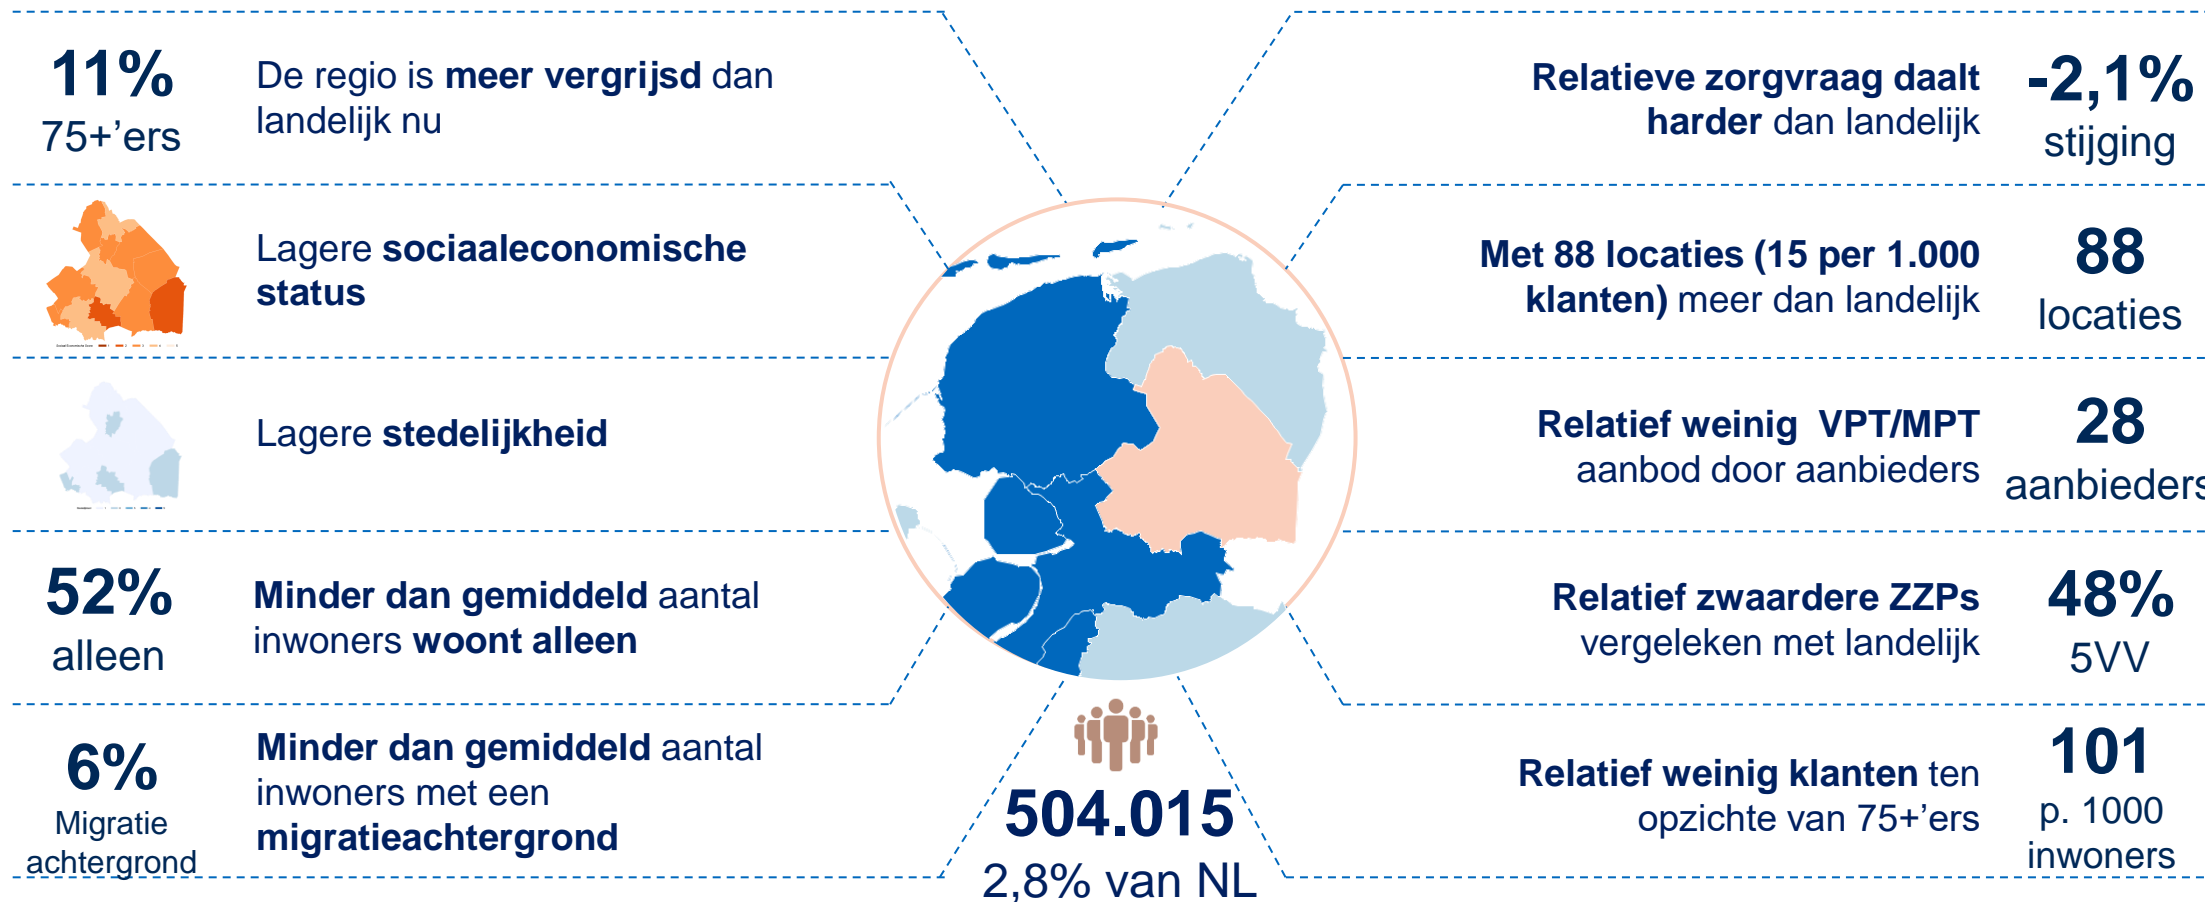 11%
75+'ers
De regio is meer vergrijsd dan
landelijk nu
Lagere sociaaleconomische
status
Lagere stedelijkheid
52%
alleen
Minder dan gemiddeld aantal
inwoners woont alleen
6%
Migratie
achtergrond
Minder dan gemiddeld aantal
inwoners met een
migratieachtergrond
504.015
2,8% van NL
Relatieve zorgvraag daalt
harder dan landelijk
-2,1%
stijging
Met 88 locaties (15 per 1.000
klanten) meer dan landelijk
88
locaties
Relatief weinig VPT/MPT
aanbod door aanbieders
28
aanbieders
Relatief zwaardere ZZPs
vergeleken met landelijk
48%
5VV
Relatief weinig klanten ten
opzichte van 75+'ers
101
p. 1000
inwoners